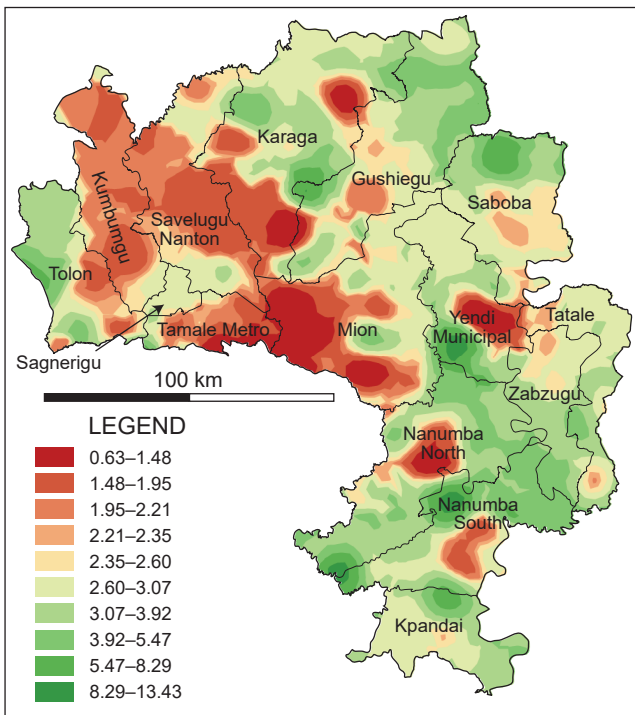 Karaga
Gushiegu
Saboba
Kumbumgu
Savelugu
Nanton
Tolon
Tamale Metro
Mion
Yendi
Municipal
Tatale
Sagnerigu
Zabzugu
100 km
LEGEND
0.63–1.48
1.48–1.95
1.95–2.21
2.21–2.35
2.35–2.60
2.60–3.07
3.07–3.92
3.92–5.47
5.47–8.29
8.29–13.43
Nanumba
North
Nanumba
South
Kpandai